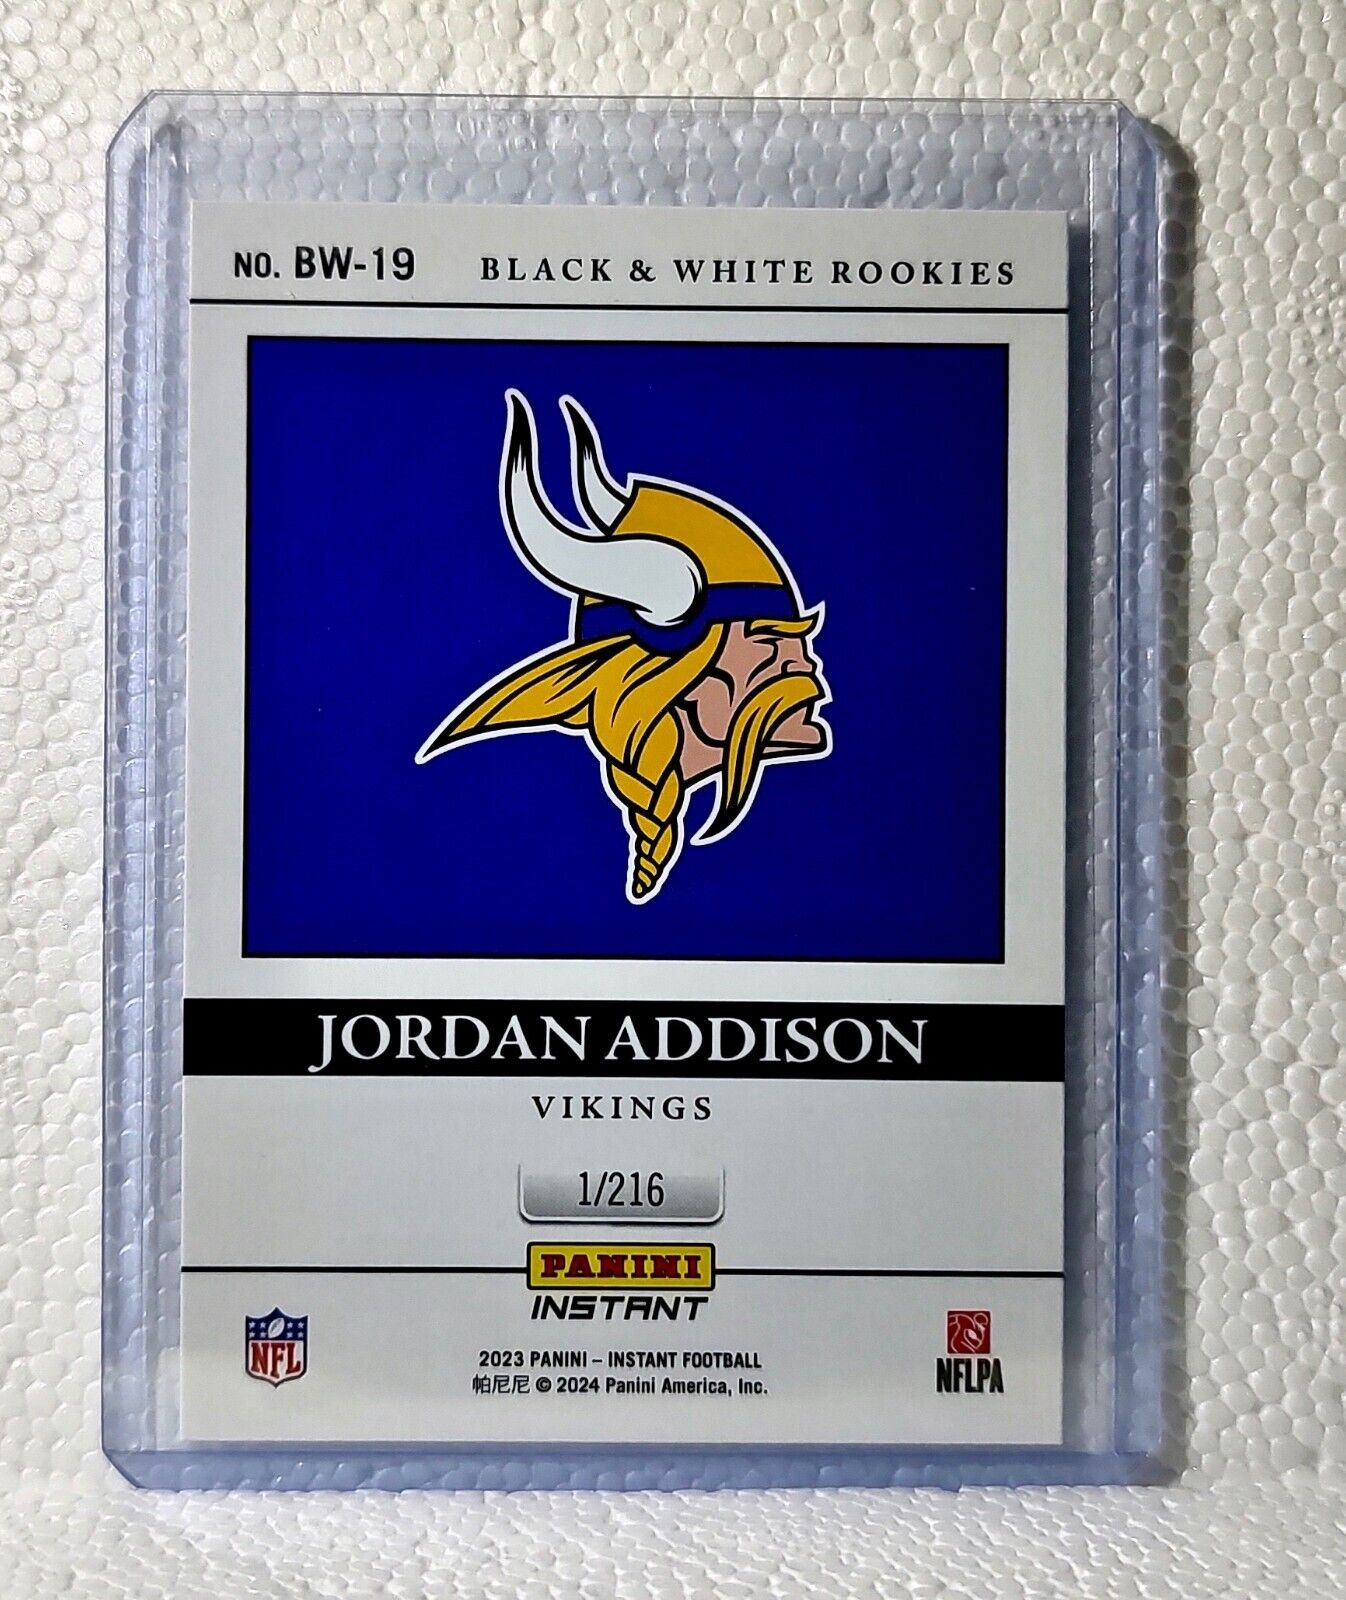 NO. BW-19 BLACK & WHITE ROOKIES
JORDAN ADDISON
VIKINGS
1/216
PANINI
INSTANT
NFL
2023 PANINI – INSTANT FOOTBALL
帕尼尼 © 2024 Panini America, Inc.
NFLPA